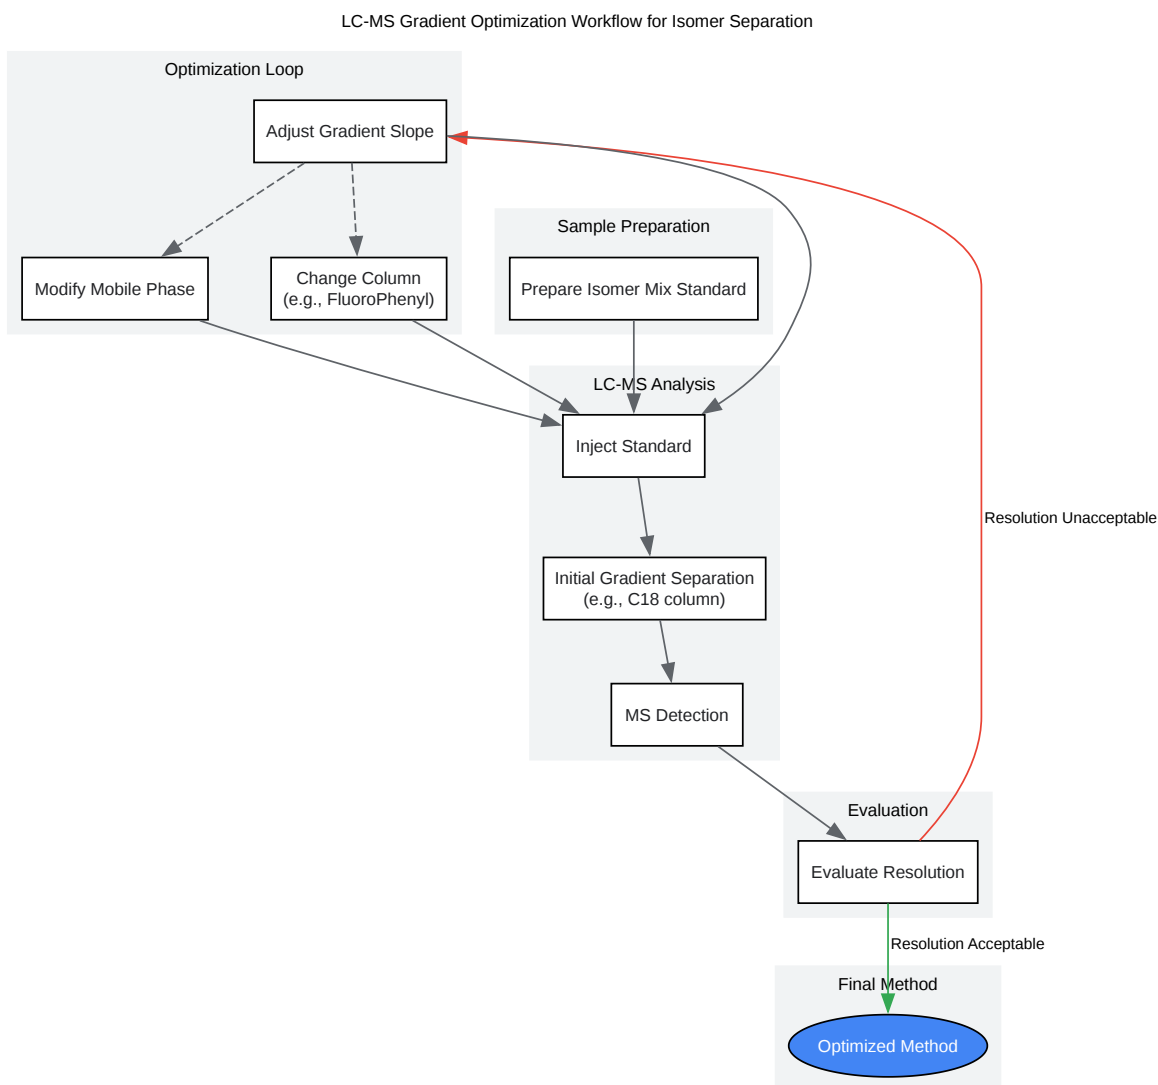 LC-MS Gradient Optimization Workflow for Isomer Separation
Optimization Loop
Adjust Gradient Slope
Modify Mobile Phase
Change Column
(e.g., FluoroPhenyl)
Sample Preparation
Prepare Isomer Mix Standard
LC-MS Analysis
Inject Standard
Initial Gradient Separation
(e.g., C18 column)
MS Detection
Resolution Unacceptable
Evaluation
Evaluate Resolution
Resolution Acceptable
Final Method
Optimized Method